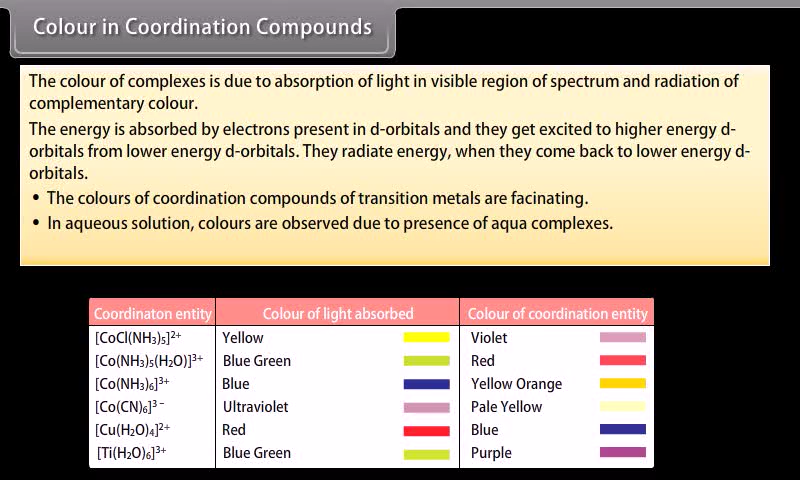 Colour in Coordination Compounds
The colour of complexes is due to absorption of light in visible region of spectrum and radiation of
complementary colour.
The energy is absorbed by electrons present in d-orbitals and they get excited to higher energy d-
orbitals from lower energy d-orbitals. They radiate energy, when they come back to lower energy d-
orbitals.
• The colours of coordination compounds of transition metals are facinating.
• In aqueous solution, colours are observed due to presence of aqua complexes.
Coordinaton entity Colour of light absorbed Colour of coordination entity
[CoCl(NH₃)₅]²⁺ Yellow Violet
[Co(NH₃)₅(H₂O)]³⁺ Blue Green Red
[Co(NH₃)₆]³⁺ Blue Yellow Orange
[Co(CN)₆]³⁻ Ultraviolet Pale Yellow
[Cu(H₂O)₄]²⁺ Red Blue
[Ti(H₂O)₆]³⁺ Blue Green Purple